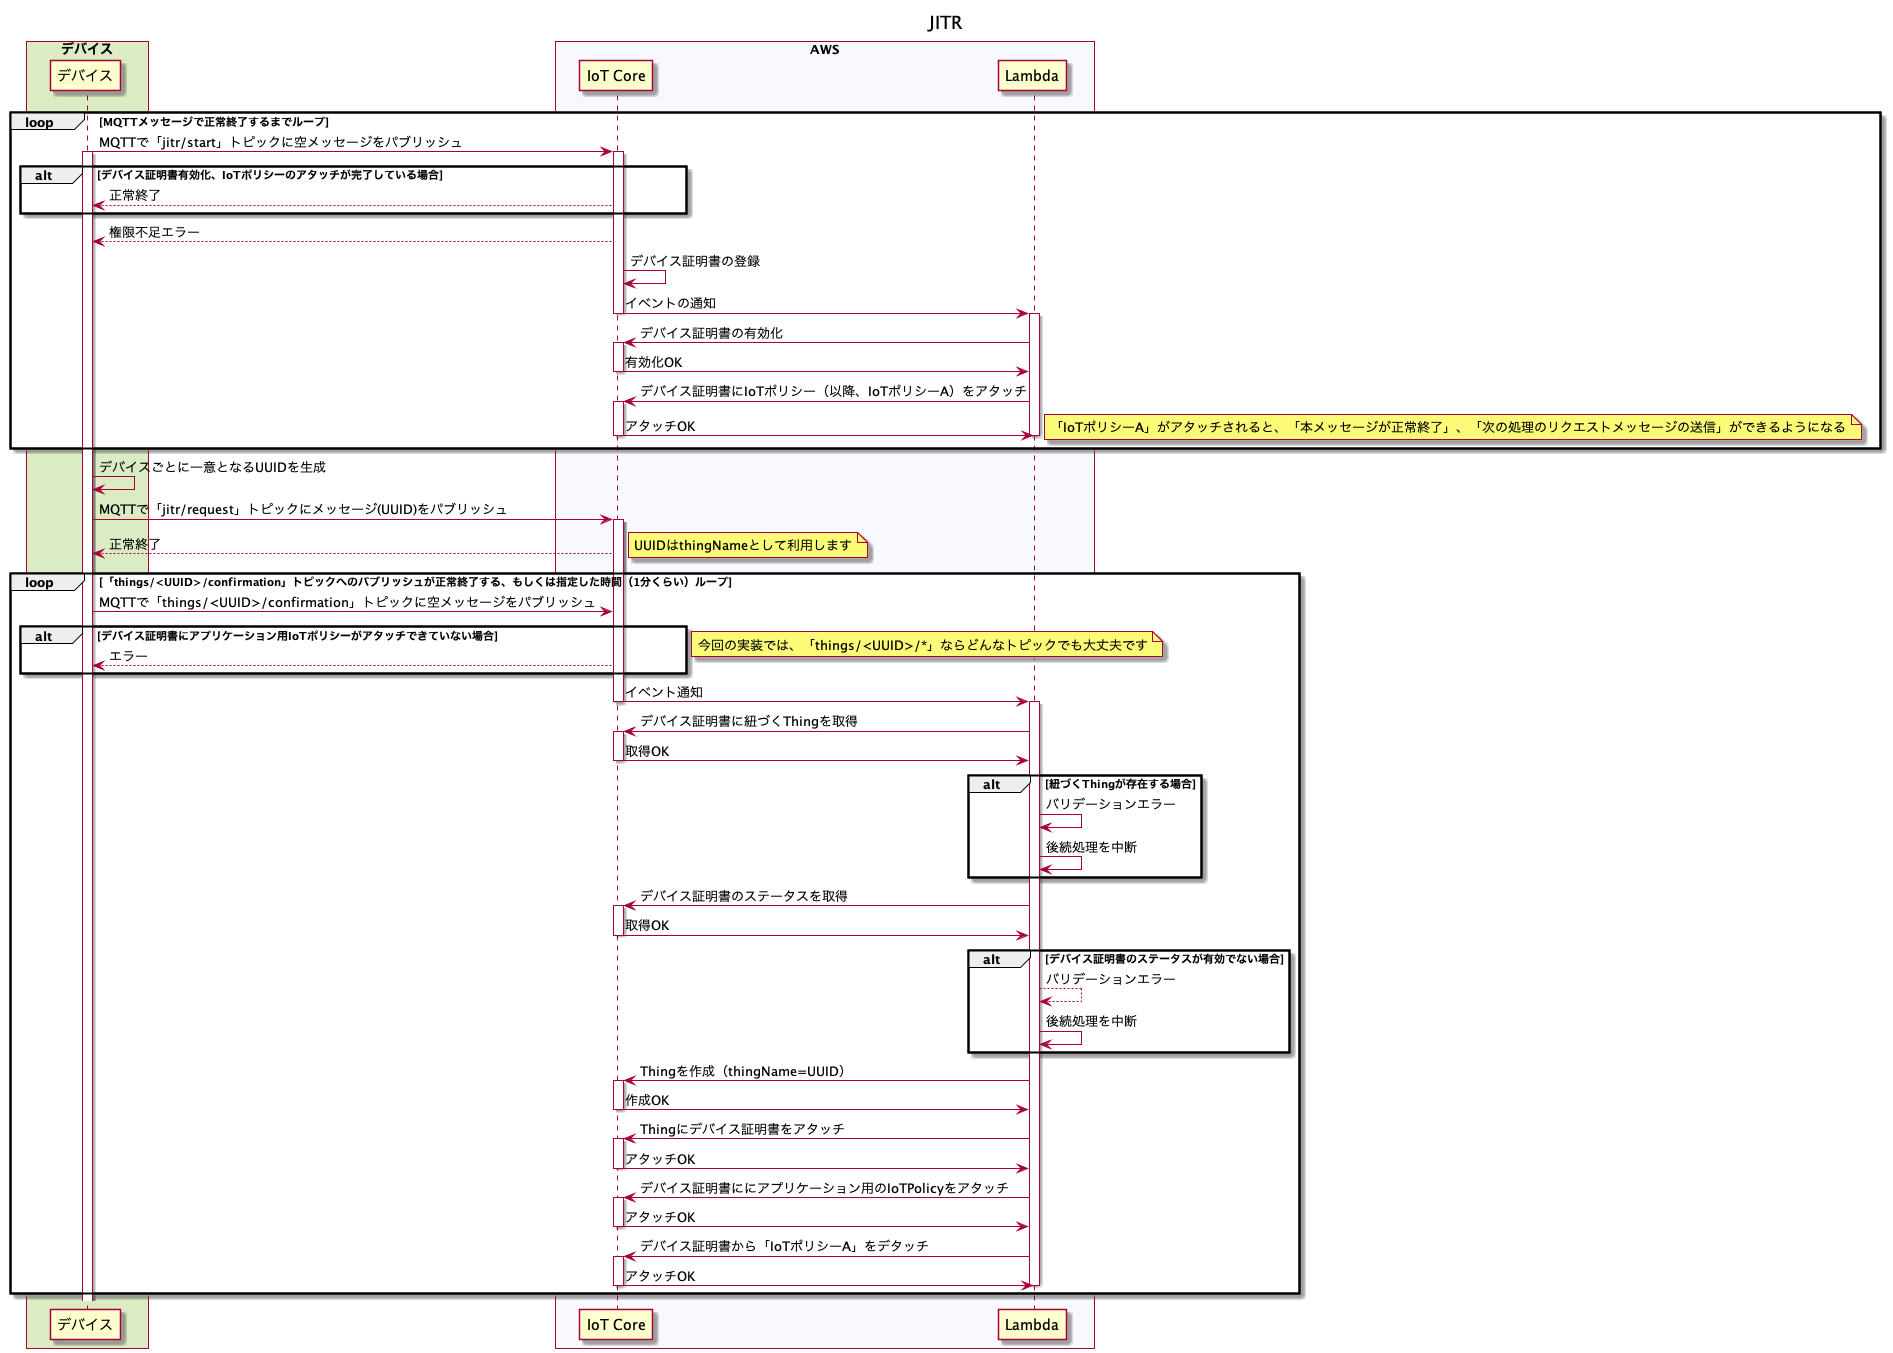 JITR
デバイス
AWS
デバイス
IoT Core
Lambda
loop
[MQTTメッセージで正常終了するまでループ]
MQTTで「jitr/start」トピックに空メッセージをパブリッシュ
alt
[デバイス証明書有効化、IoTポリシーのアタッチが完了している場合]
正常終了
権限不足エラー
デバイス証明書の登録
イベントの通知
デバイス証明書の有効化
有効化OK
デバイス証明書にIoTポリシー（以降、IoTポリシーA）をアタッチ
アタッチOK
「IoTポリシーA」がアタッチされると、「本メッセージが正常終了」、「次の処理のリクエストメッセージの送信」ができるようになる
デバイスごとに一意となるUUIDを生成
MQTTで「jitr/request」トピックにメッセージ(UUID)をパブリッシュ
正常終了
UUIDはthingNameとして利用します
loop
[「things/<UUID>/confirmation」トピックへのパブリッシュが正常終了する、もしくは指定した時間（1分くらい）ループ]
MQTTで「things/<UUID>/confirmation」トピックに空メッセージをパブリッシュ
alt
[デバイス証明書にアプリケーション用IoTポリシーがアタッチできていない場合]
エラー
今回の実装では、「things/<UUID>/*」ならどんなトピックでも大丈夫です
イベント通知
デバイス証明書に紐づくThingを取得
取得OK
alt
[紐づくThingが存在する場合]
バリデーションエラー
後続処理を中断
デバイス証明書のステータスを取得
取得OK
alt
[デバイス証明書のステータスが有効でない場合]
バリデーションエラー
後続処理を中断
Thingを作成（thingName=UUID）
作成OK
Thingにデバイス証明書をアタッチ
アタッチOK
デバイス証明書ににアプリケーション用のIoTPolicyをアタッチ
アタッチOK
デバイス証明書から「IoTポリシーA」をデタッチ
アタッチOK
デバイス
IoT Core
Lambda